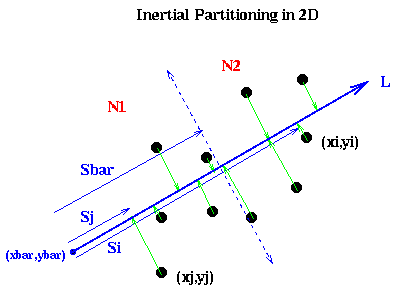 Inertial Partitioning in 2D
N2
L
N1
(xi,yi)
Sbar
Sj
Si
(xbar,ybar)
(xj,yj)